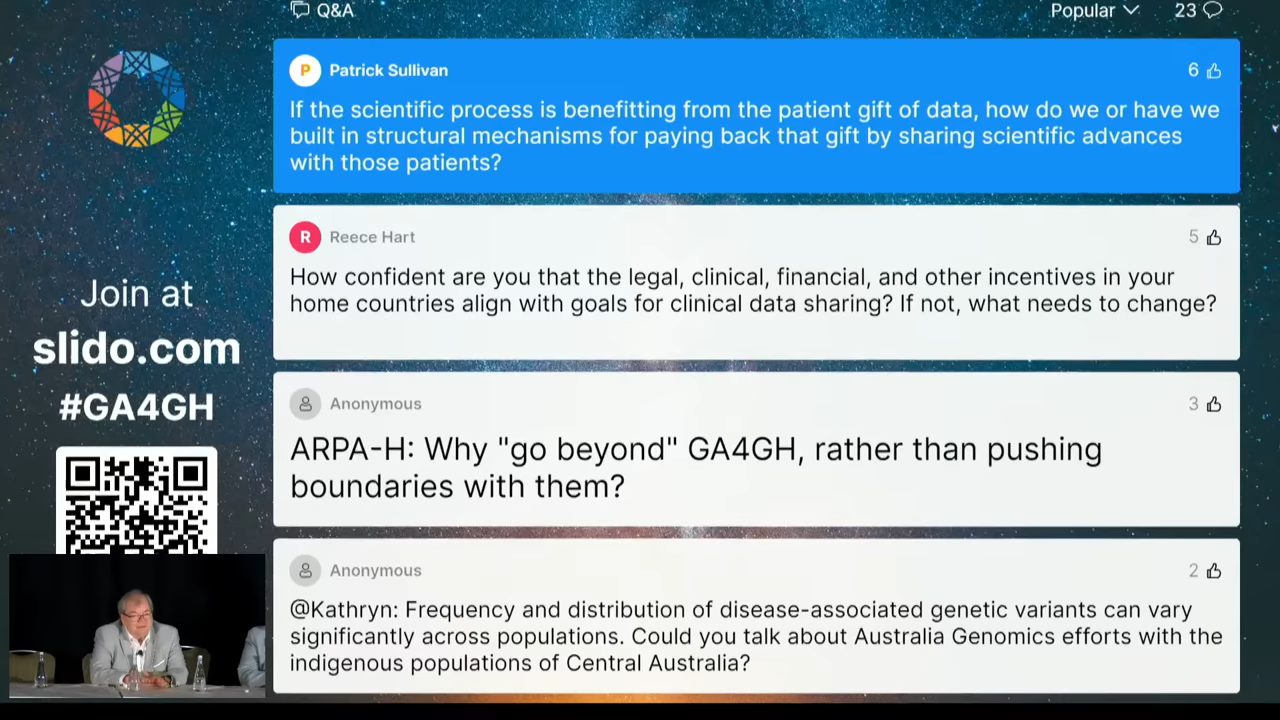 Q&A
Popular
23
P
Patrick Sullivan
6
If the scientific process is benefitting from the patient gift of data, how do we or have we
built in structural mechanisms for paying back that gift by sharing scientific advances
with those patients?
R
Reece Hart
5
How confident are you that the legal, clinical, financial, and other incentives in your
home countries align with goals for clinical data sharing? If not, what needs to change?
Anonymous
3
ARPA-H: Why "go beyond" GA4GH, rather than pushing
boundaries with them?
Anonymous
2
@Kathryn: Frequency and distribution of disease-associated genetic variants can vary
significantly across populations. Could you talk about Australia Genomics efforts with the
indigenous populations of Central Australia?
Join at
slido.com
#GA4GH